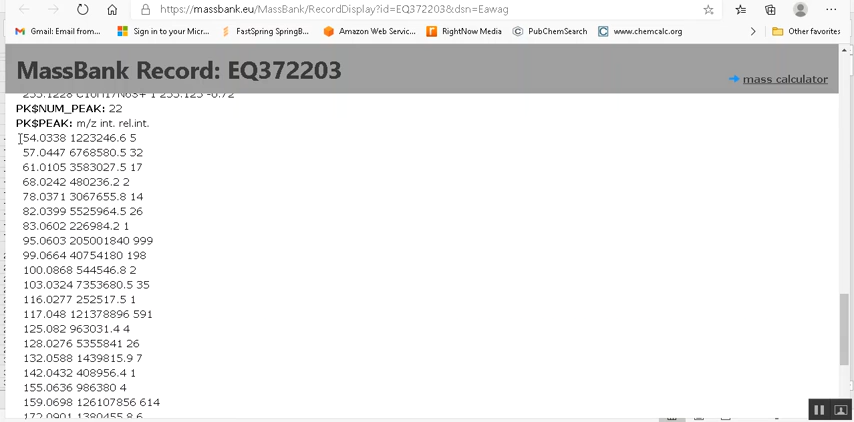 https://massbank.eu/MassBank/RecordDisplay?id=EQ372203&dsn=Eawag
Gmail: Email from... Sign in to your Micros... FastSpring SpringB... Amazon Web Servic... RightNow Media PubChemSearch www.chemcalc.org Other favorites
MassBank Record: EQ372203
mass calculator
PK$NUM_PEAK: 22
PK$PEAK: m/z int. rel.int.
54.0338 1223246.6 5
57.0447 6768580.5 32
61.0105 3583027.5 17
68.0242 480236.2 2
78.0371 3067655.8 14
82.0399 5525964.5 26
83.0602 226984.2 1
95.0603 205001840 999
99.0664 40754180 198
100.0868 544546.8 2
103.0324 7353680.5 35
116.0277 252517.5 1
117.048 121378896 591
125.082 963031.4 4
128.0276 5355841 26
132.0588 1439815.9 7
142.0432 408956.4 1
155.0636 986380 4
159.0698 126107856 614
172.0901 1380455.8 6